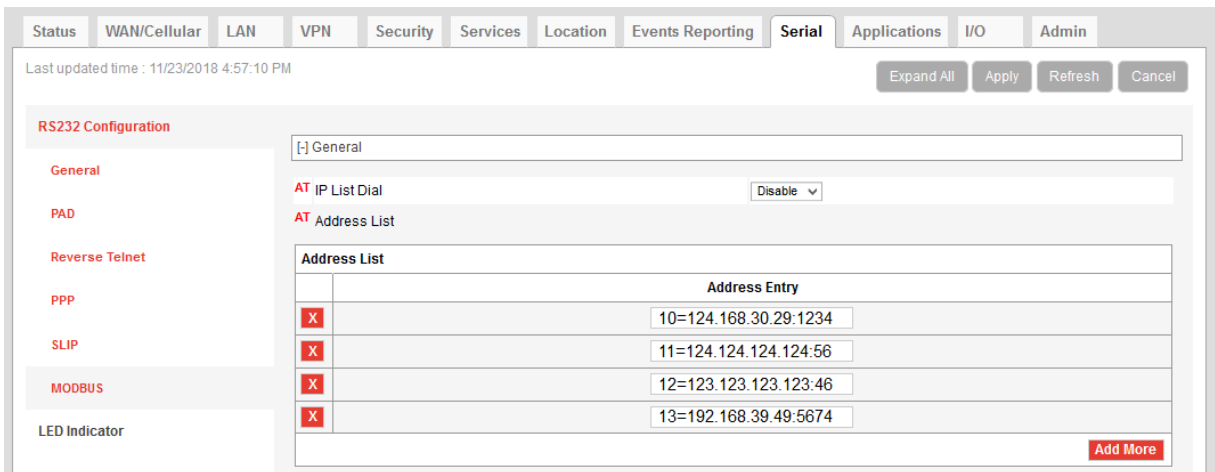 Status WAN/Cellular LAN VPN Security Services Location Events Reporting Serial Applications I/O Admin
Last updated time : 11/23/2018 4:57:10 PM
Expand All Apply Refresh Cancel
RS232 Configuration
[-] General
General
AT IP List Dial Disable
PAD
AT Address List
Reverse Telnet
Address List
Address Entry
PPP
X 10=124.168.30.29:1234
SLIP
X 11=124.124.124.124:56
MODBUS
X 12=123.123.123.123:46
X 13=192.168.39.49:5674
LED Indicator
Add More